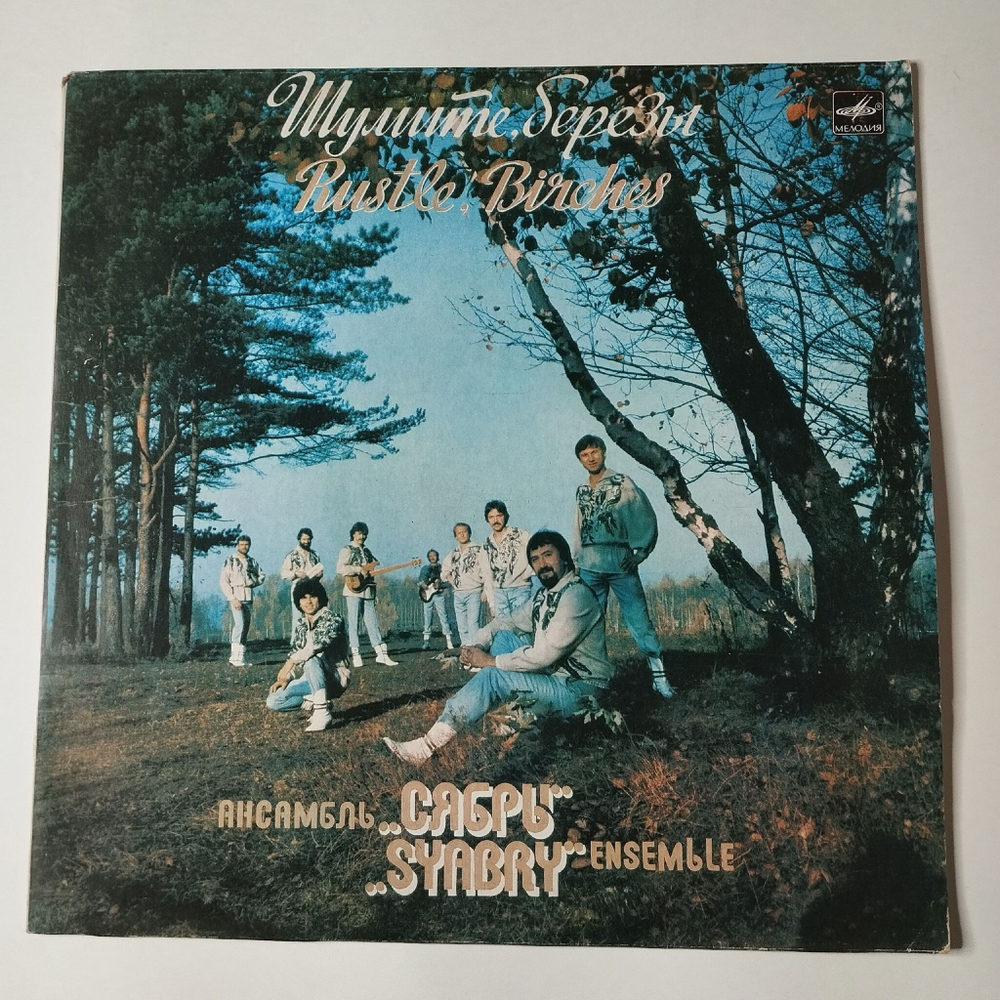 Шумите, березы
Rustle, Birches
МЕЛОДИЯ
АНСАМБЛЬ „СЯБРЫ“
„SYABRY“ ENSEMBLE